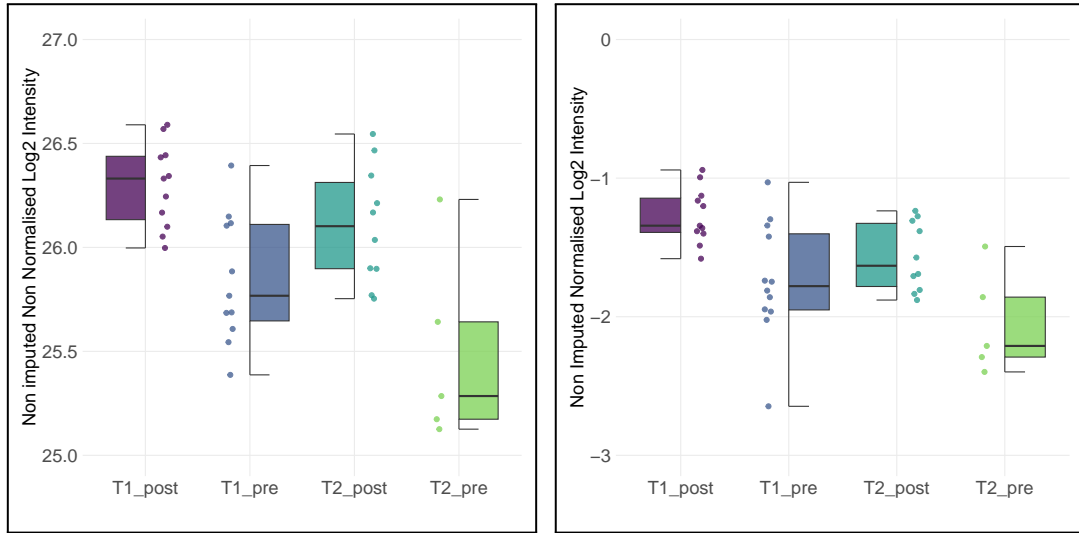 Non imputed Non Normalised Log2 Intensity
27.0
26.5
26.0
25.5
25.0
T1_post T1_pre T2_post T2_pre
Non Imputed Normalised Log2 Intensity
0
−1
−2
−3
T1_post T1_pre T2_post T2_pre